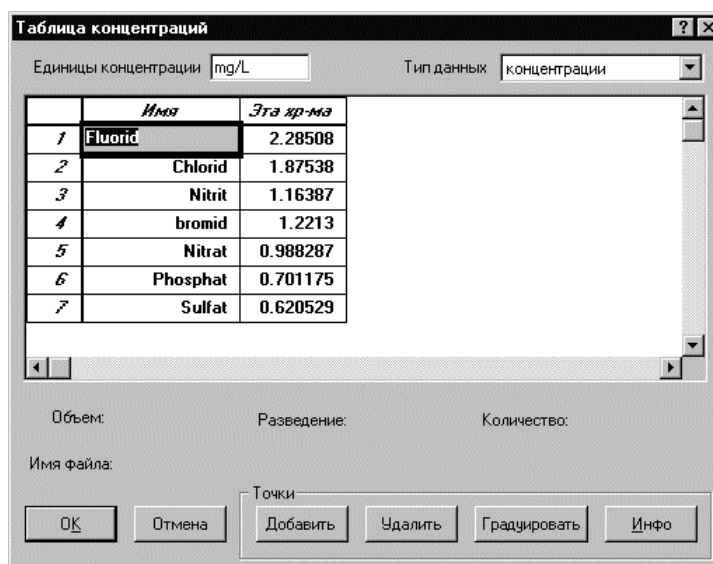 Таблица концентраций
Единицы концентрации mg/L Тип данных концентрации
Имя Эта хр-ма
1 Fluorid 2.28508
2 Chlorid 1.87538
3 Nitrit 1.16387
4 bromid 1.2213
5 Nitrat 0.988287
6 Phosphat 0.701175
7 Sulfat 0.620529
Объем: Разведение: Количество:
Имя файла:
Точки
OK Отмена Добавить Удалить Градуировать Инфо